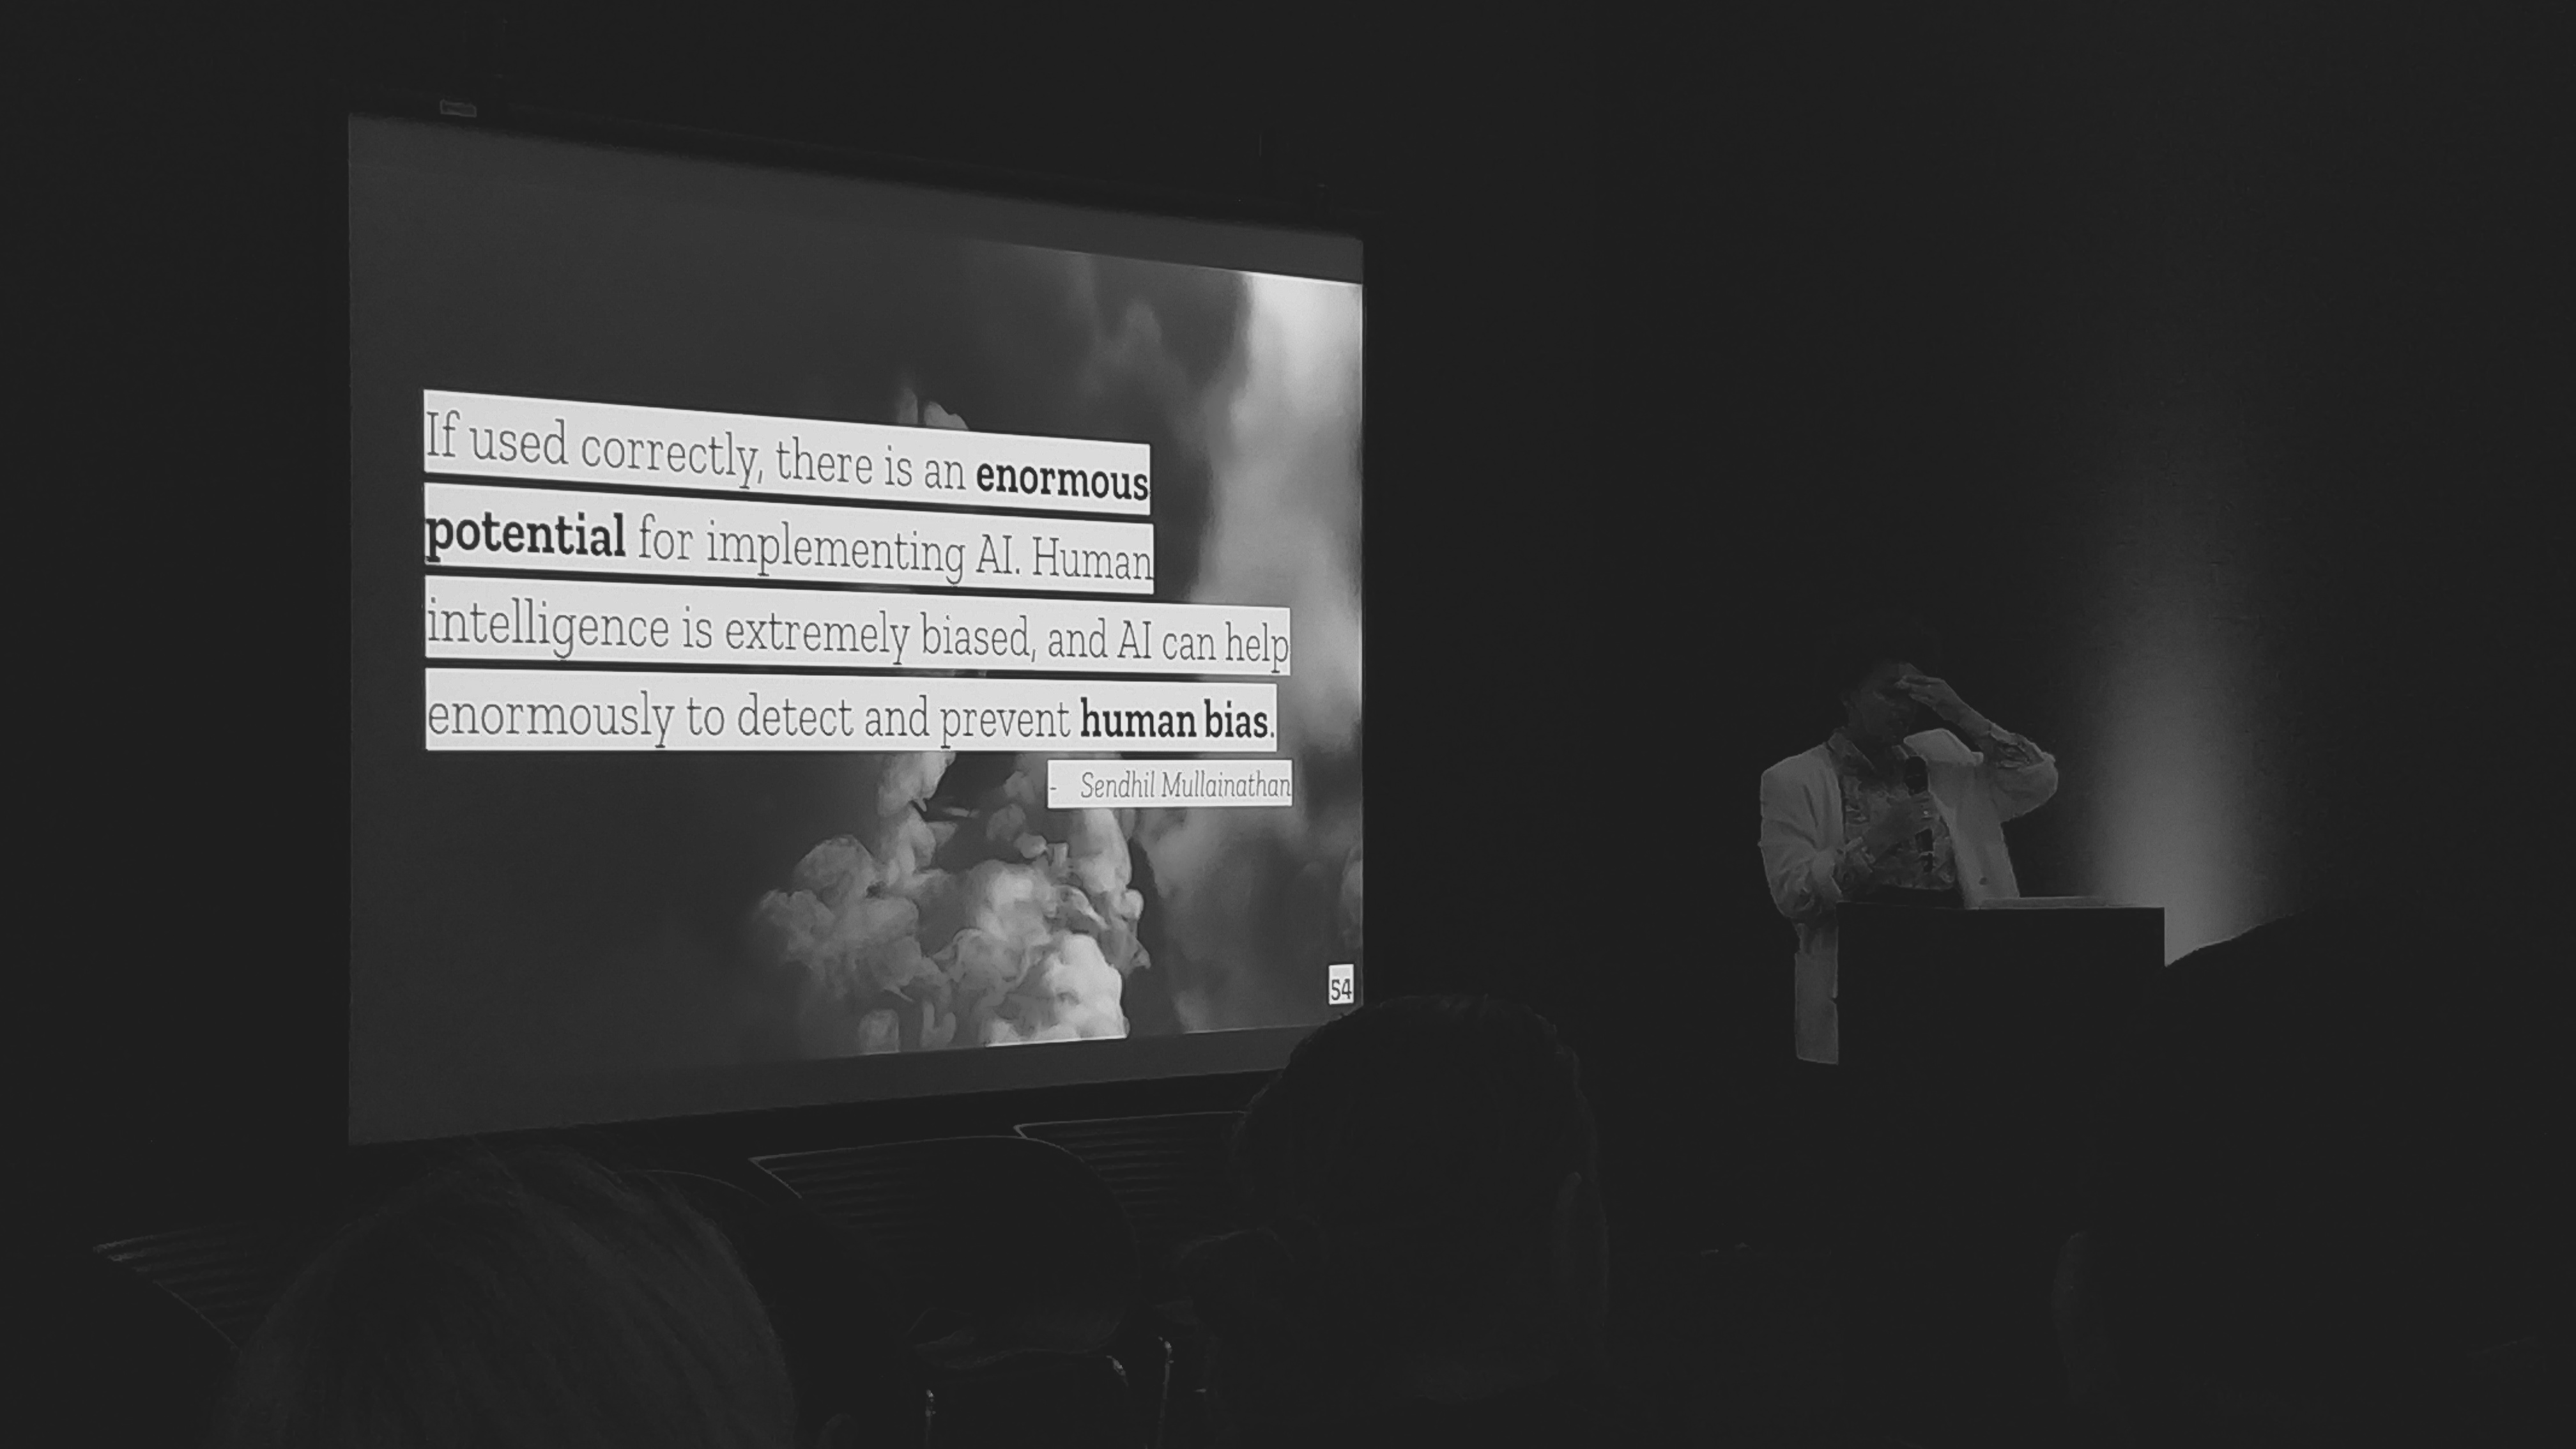 If used correctly, there is an enormous
potential for implementing AI. Human
intelligence is extremely biased, and AI can help
enormously to detect and prevent human bias.
- Sendhil Mullainathan
54